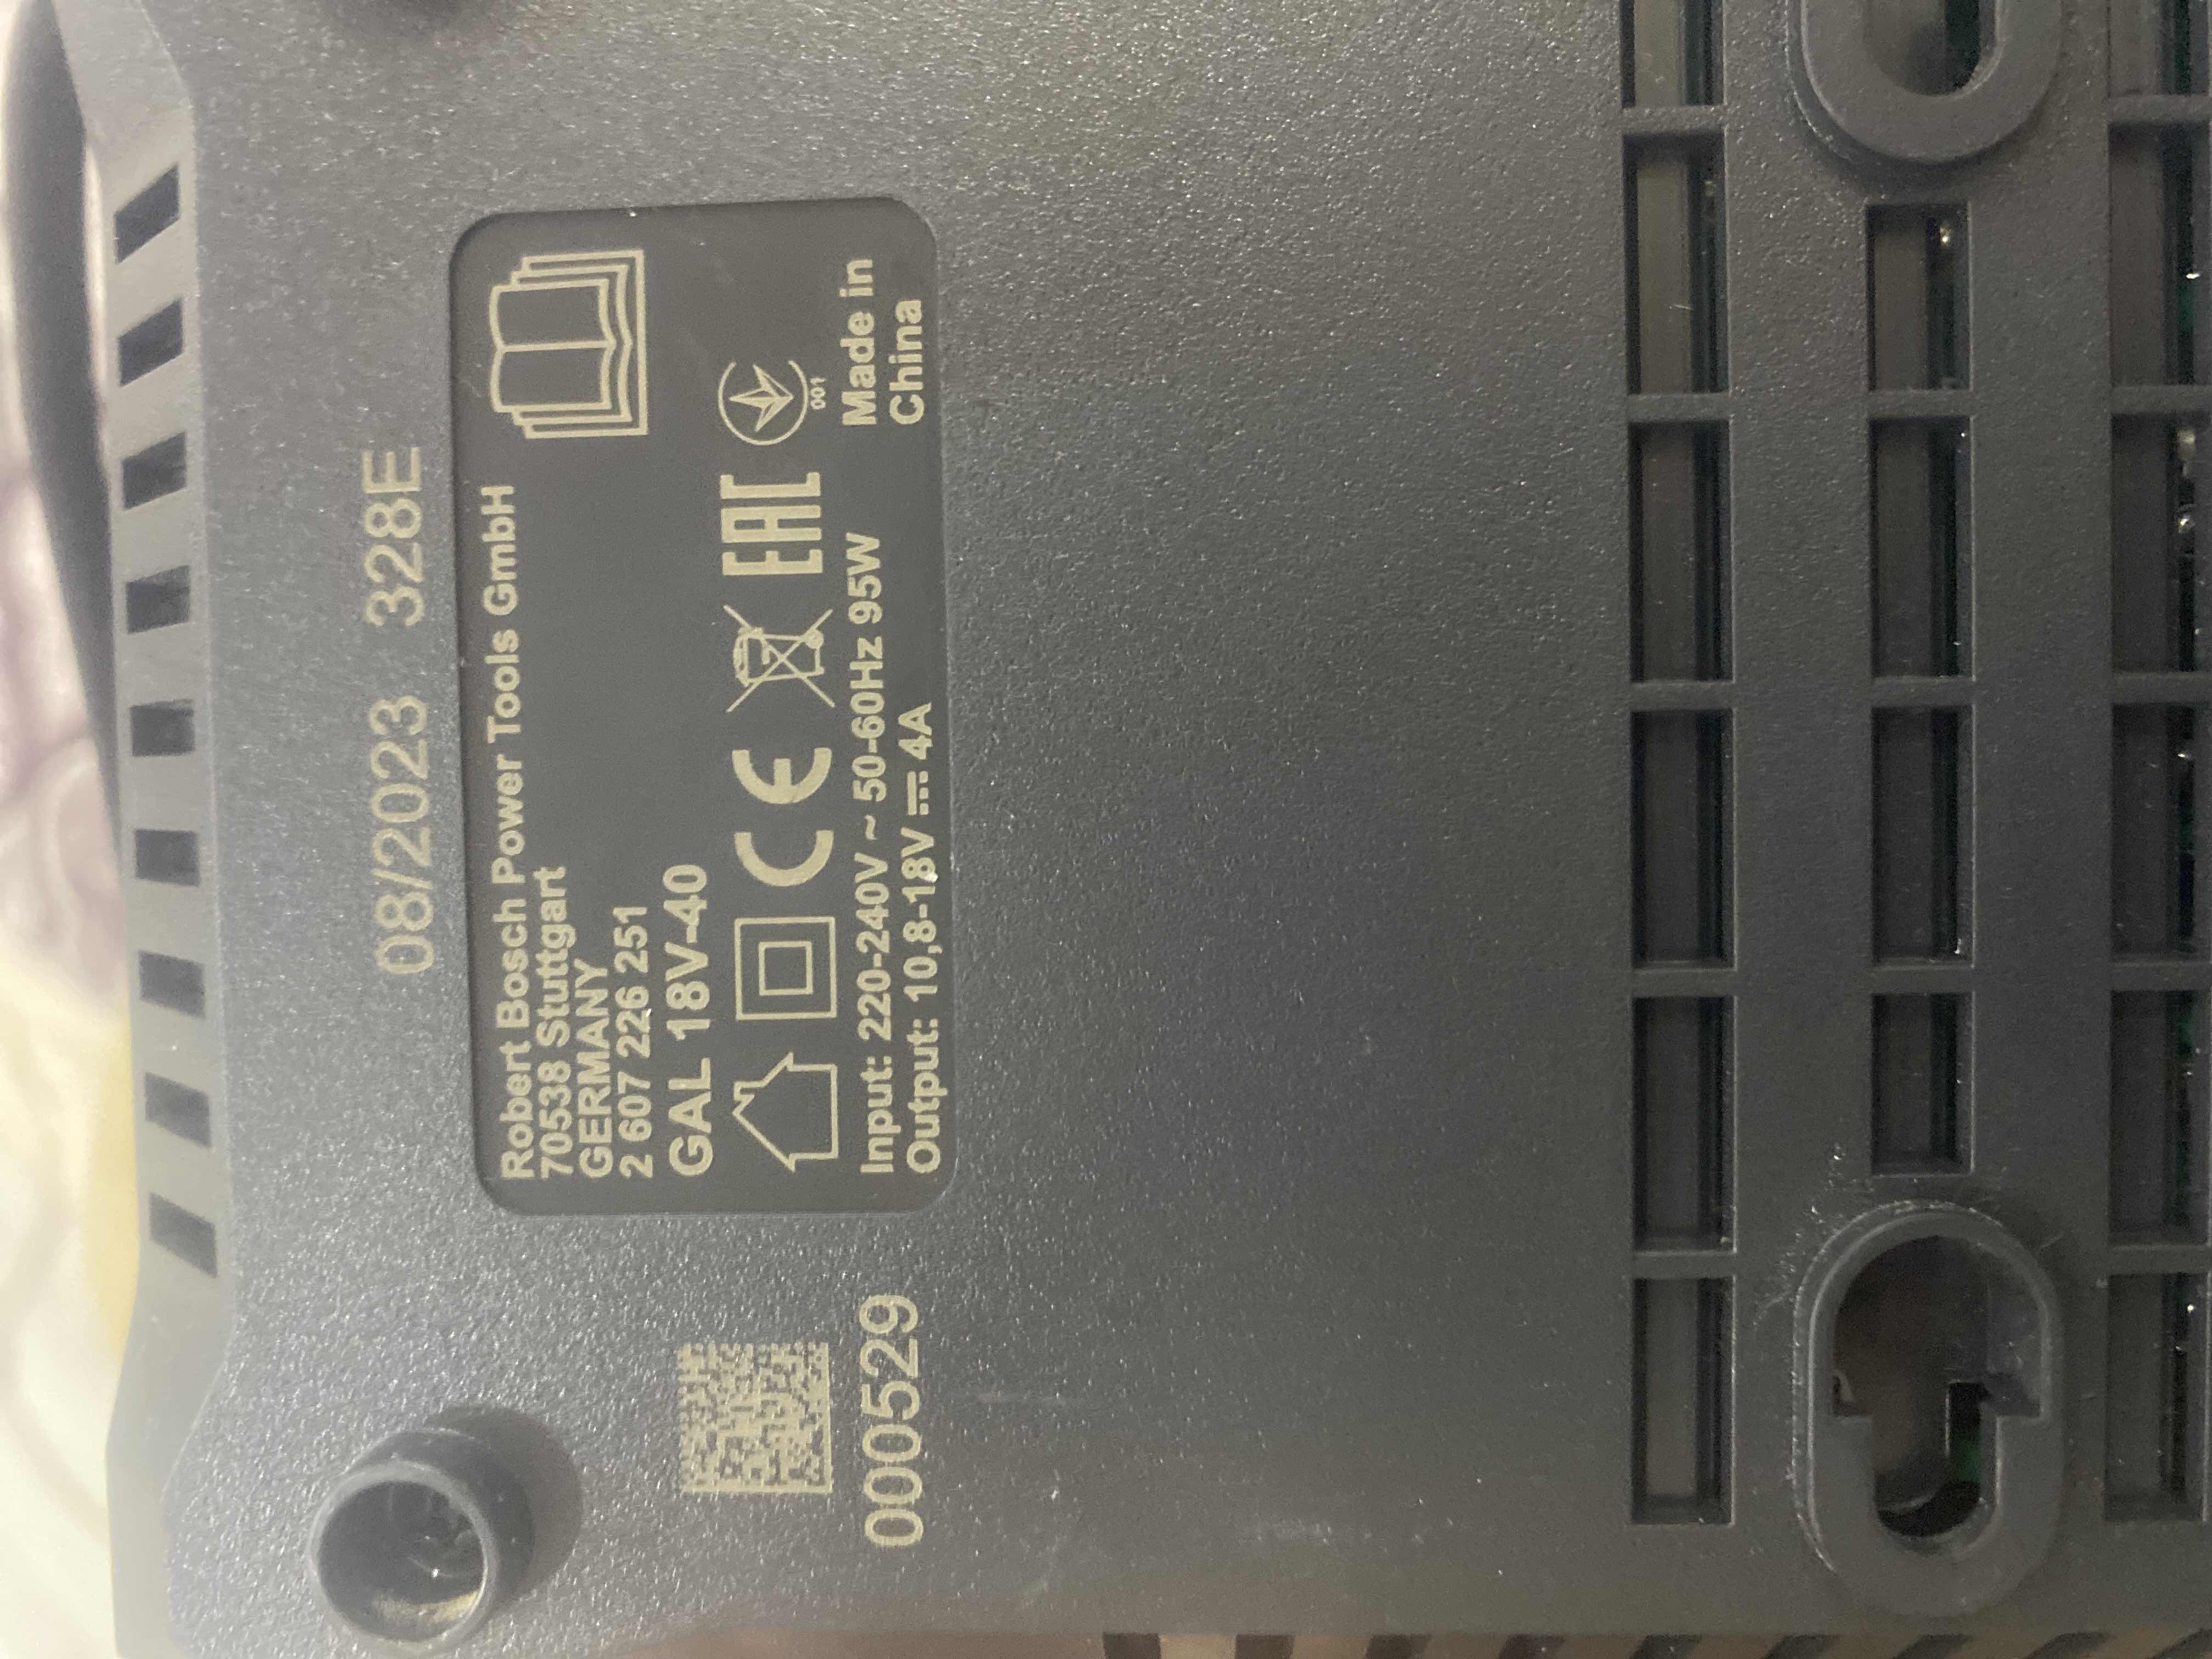 08/2023 328E
Robert Bosch Power Tools GmbH
70538 Stuttgart
GERMANY
2 607 226 251
GAL 18V-40
CE EAC
001
Input: 220-240V ~ 50-60Hz 95W
Output: 10,8-18V ⎓ 4A
Made in
China
000529